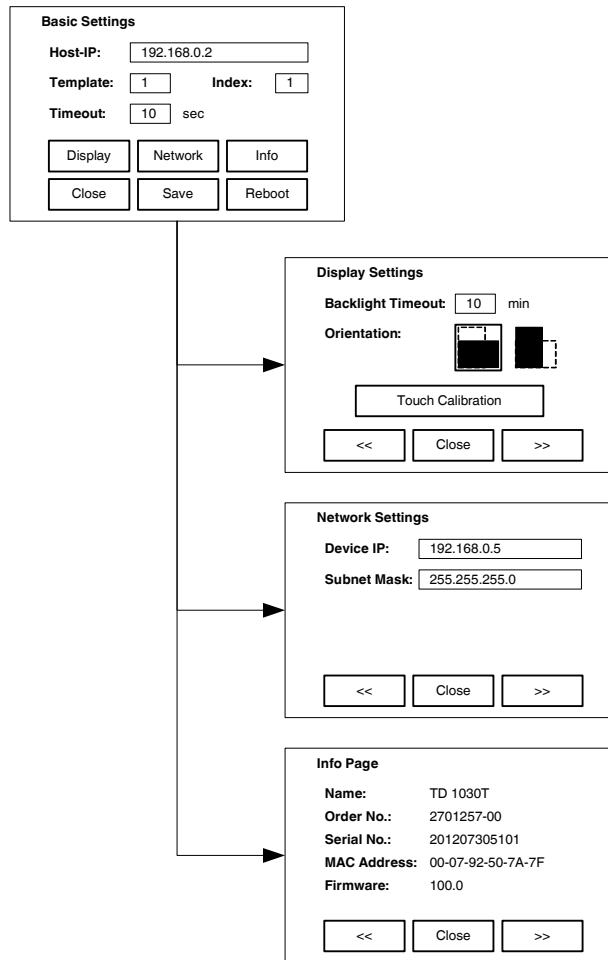 Basic Settings
Host-IP: 192.168.0.2
Template: 1 Index: 1
Timeout: 10 sec
Display Network Info
Close Save Reboot
Display Settings
Backlight Timeout: 10 min
Orientation:
Touch Calibration
<< Close >>
Network Settings
Device IP: 192.168.0.5
Subnet Mask: 255.255.255.0
<< Close >>
Info Page
Name: TD 1030T
Order No.: 2701257-00
Serial No.: 201207305101
MAC Address: 00-07-92-50-7A-7F
Firmware: 100.0
<< Close >>